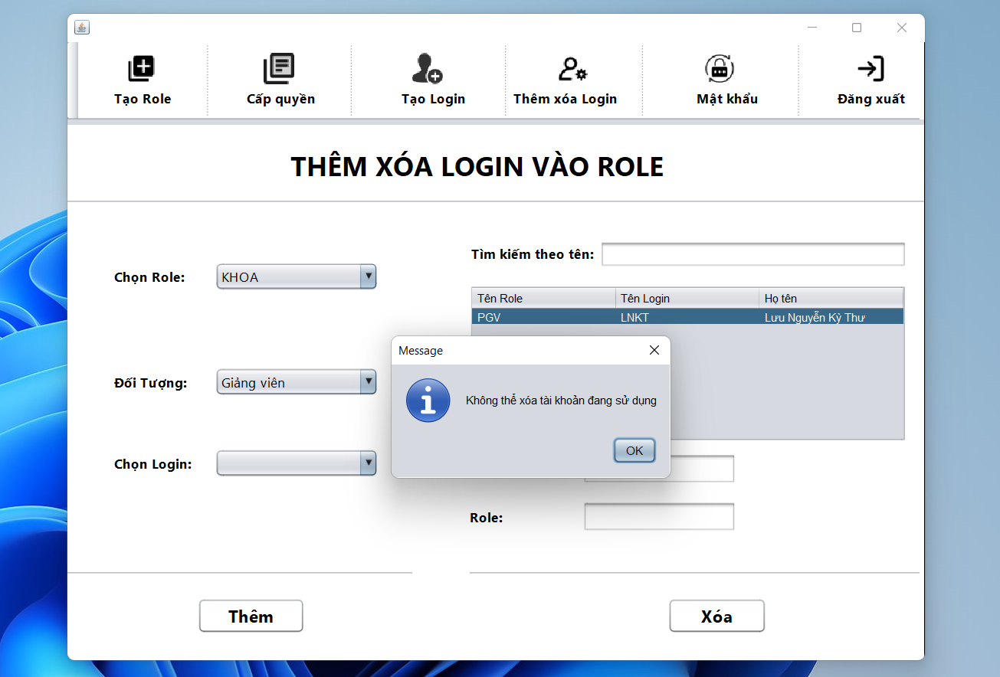 Tạo Role
Cấp quyền
Tạo Login
Thêm xóa Login
Mật khẩu
Đăng xuất
THÊM XÓA LOGIN VÀO ROLE
Chọn Role:
KHOA
Đối Tượng:
Giảng viên
Chọn Login:
Tìm kiếm theo tên:
Tên Role Tên Login Họ tên
PGV LNKT Lưu Nguyễn Kỳ Thư
Message
Không thể xóa tài khoản đang sử dụng
OK
Role:
Thêm
Xóa